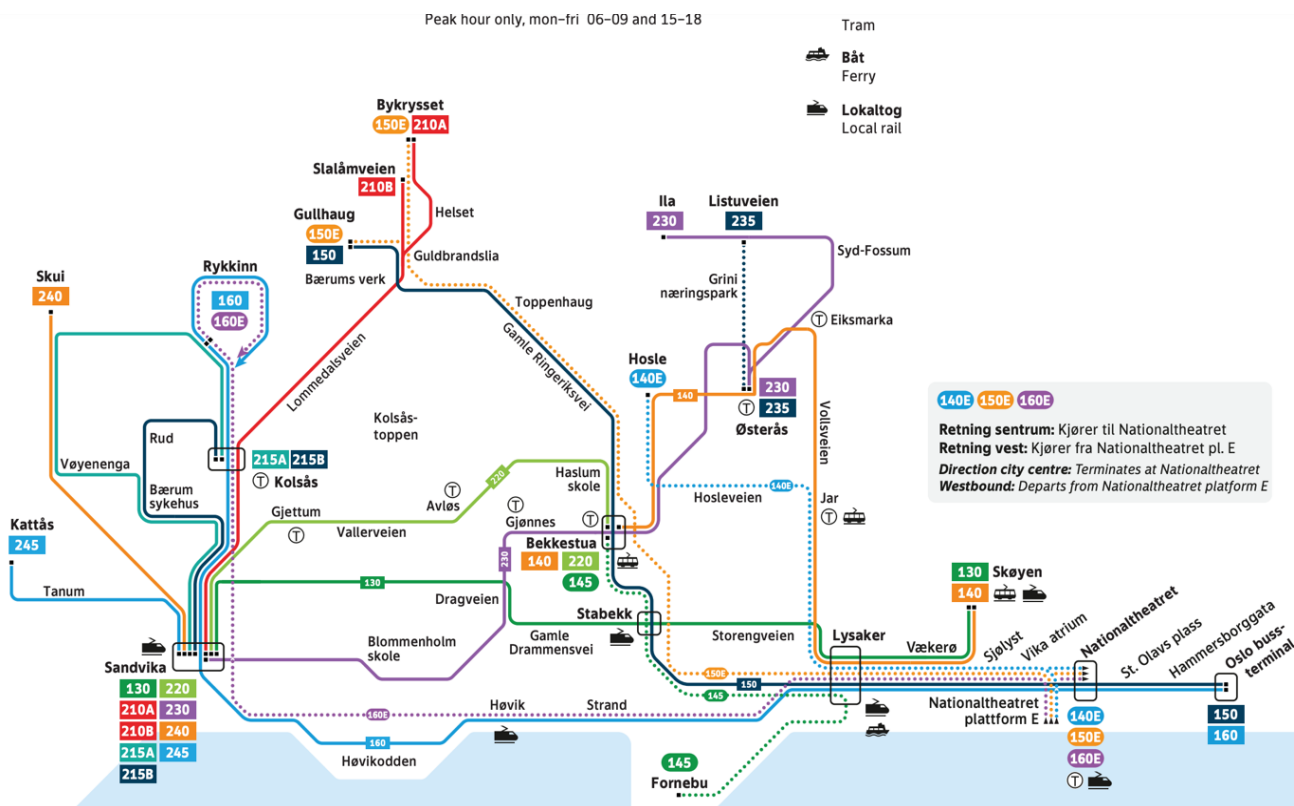 Peak hour only, mon–fri 06–09 and 15–18
Tram
Båt
Ferry
Lokaltog
Local rail
Bykrysset
150E 210A
Slalåmveien
210B
Helset
Gullhaug
150E
150
Guldbrandslia
Bærums verk
Ila
230
Listuveien
235
Syd-Fossum
Grini
næringspark
Skui
240
Rykkinn
160
160E
Toppenhaug
Gamle Ringeriksvei
Lommedalsveien
T Eiksmarka
Hosle
140E
140
230
235
T
Østerås
Vollsveien
Kolsås-
toppen
140E 150E 160E
Retning sentrum: Kjører til Nationaltheatret
Retning vest: Kjører fra Nationaltheatret pl. E
Direction city centre: Terminates at Nationaltheatret
Westbound: Departs from Nationaltheatret platform E
Rud
Vøyenenga
Bærum
sykehus
215A 215B
T Kolsås
220
Haslum
skole
Hosleveien
140E
Jar
T
T
Avløs
Gjettum
T
Vallerveien
T
Gjønnes
T
Bekkestua
140 220
145
230
Kattås
245
Tanum
130
Dragveien
Skøyen
130
140
Stabekk
Blommenholm
skole
Gamle
Drammensvei
Storengveien
Lysaker
Vækerø
Sjølyst
Vika atrium
Nationaltheatret
St. Olavs plass
Hammersborggata
Oslo buss-
terminal
150
160
Sandvika
130 220
210A 230
210B 240
215A 245
215B
150E
150
145
160E
Høvik
Strand
160
Høvikodden
Nationaltheatret
plattform E
140E
150E
160E
T
145
Fornebu